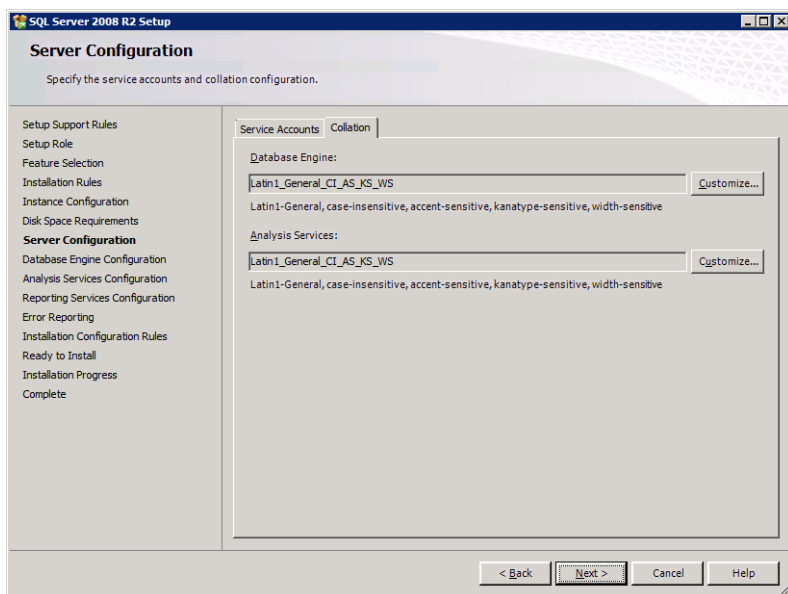 SQL Server 2008 R2 Setup
Server Configuration
Specify the service accounts and collation configuration.
Setup Support Rules
Setup Role
Feature Selection
Installation Rules
Instance Configuration
Disk Space Requirements
Server Configuration
Database Engine Configuration
Analysis Services Configuration
Reporting Services Configuration
Error Reporting
Installation Configuration Rules
Ready to Install
Installation Progress
Complete
Service Accounts Collation
Database Engine:
Latin1_General_CI_AS_KS_WS Customize...
Latin1-General, case-insensitive, accent-sensitive, kanatype-sensitive, width-sensitive
Analysis Services:
Latin1_General_CI_AS_KS_WS Customize...
Latin1-General, case-insensitive, accent-sensitive, kanatype-sensitive, width-sensitive
< Back Next > Cancel Help